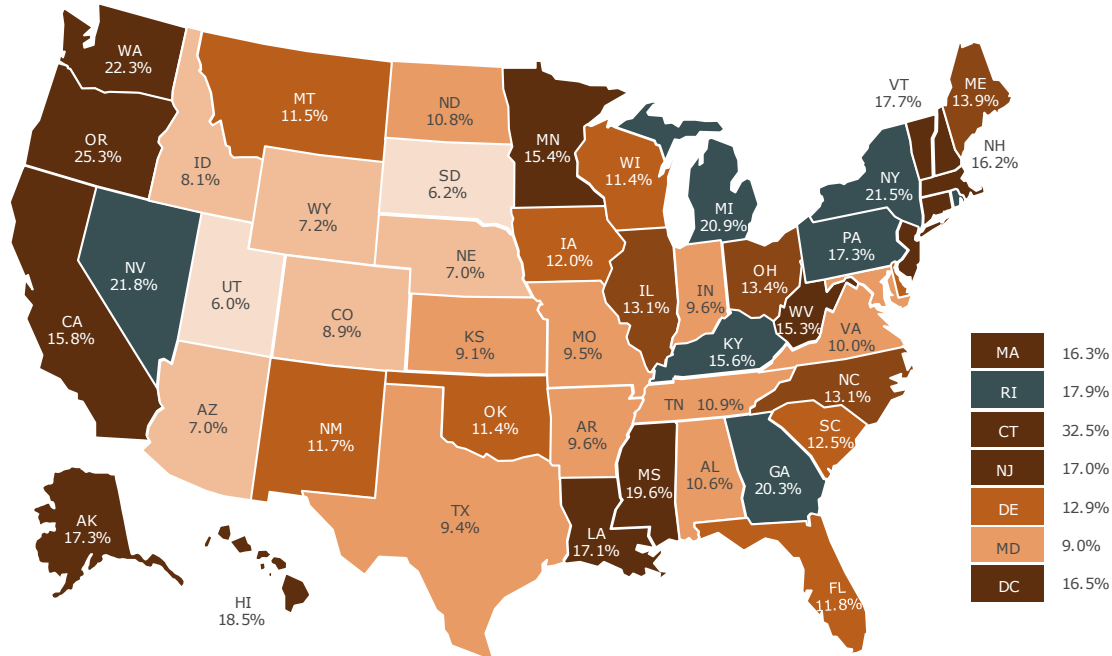 WA
22.3%
OR
25.3%
CA
15.8%
NV
21.8%
ID
8.1%
MT
11.5%
WY
7.2%
UT
6.0%
AZ
7.0%
CO
8.9%
NM
11.7%
ND
10.8%
SD
6.2%
NE
7.0%
KS
9.1%
OK
11.4%
TX
9.4%
MN
15.4%
IA
12.0%
MO
9.5%
AR
9.6%
LA
17.1%
WI
11.4%
IL
13.1%
MI
20.9%
IN
9.6%
OH
13.4%
KY
15.6%
TN 10.9%
MS
19.6%
AL
10.6%
GA
20.3%
FL
11.8%
SC
12.5%
NC
13.1%
VA
10.0%
WV
15.3%
PA
17.3%
NY
21.5%
VT
17.7%
ME
13.9%
NH
16.2%
AK
17.3%
HI
18.5%
MA 16.3%
RI 17.9%
CT 32.5%
NJ 17.0%
DE 12.9%
MD 9.0%
DC 16.5%